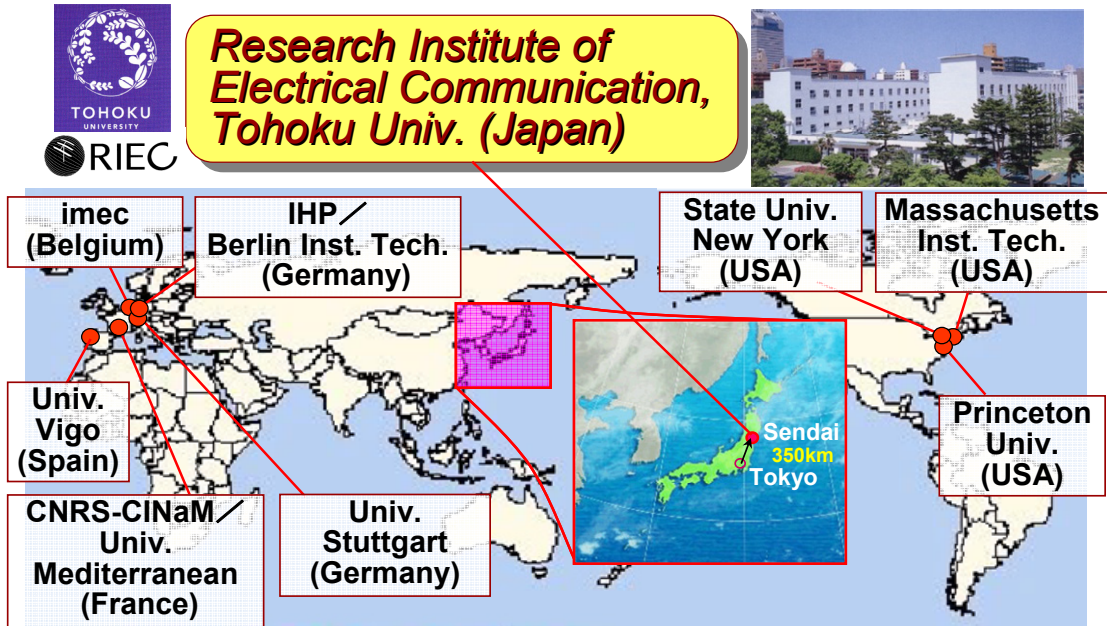 TOHOKU
UNIVERSITY
RIEC
Research Institute of
Electrical Communication,
Tohoku Univ. (Japan)
imec
(Belgium)
IHP／
Berlin Inst. Tech.
(Germany)
State Univ.
New York
(USA)
Massachusetts
Inst. Tech.
(USA)
Univ.
Vigo
(Spain)
Sendai
350km
Tokyo
Princeton
Univ.
(USA)
CNRS-CINaM／
Univ.
Mediterranean
(France)
Univ.
Stuttgart
(Germany)